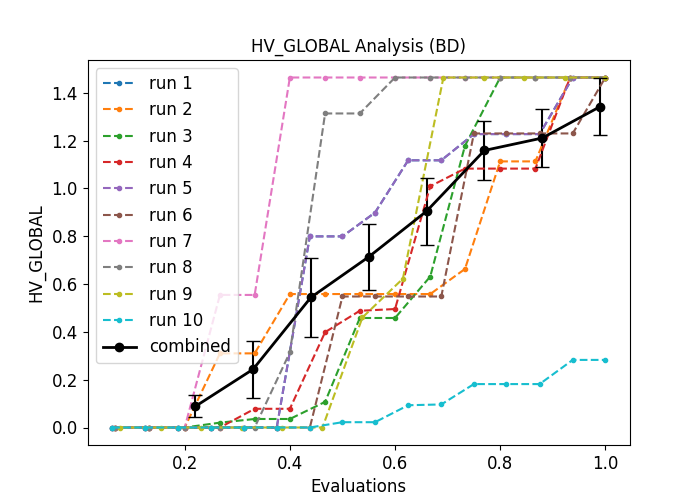 HV_GLOBAL Analysis (BD)
HV_GLOBAL
1.4
1.2
1.0
0.8
0.6
0.4
0.2
0.0
run 1
run 2
run 3
run 4
run 5
run 6
run 7
run 8
run 9
run 10
combined
0.2 0.4 0.6 0.8 1.0
Evaluations